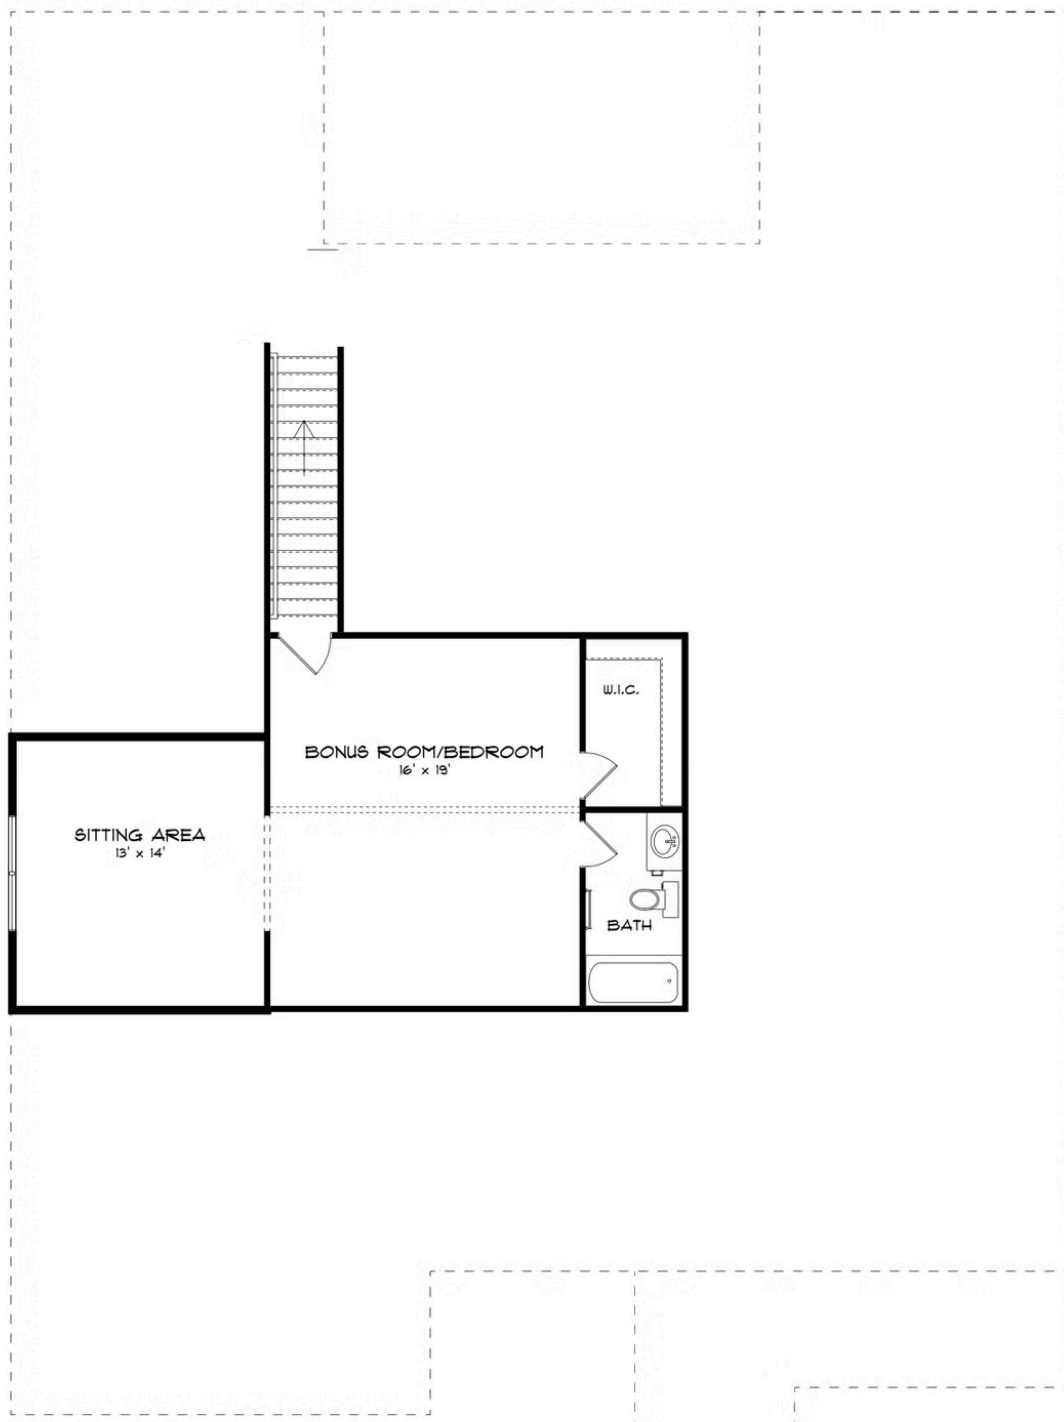 W.I.C.
BONUS ROOM/BEDROOM
16' x 19'
SITTING AREA
13' x 14'
BATH